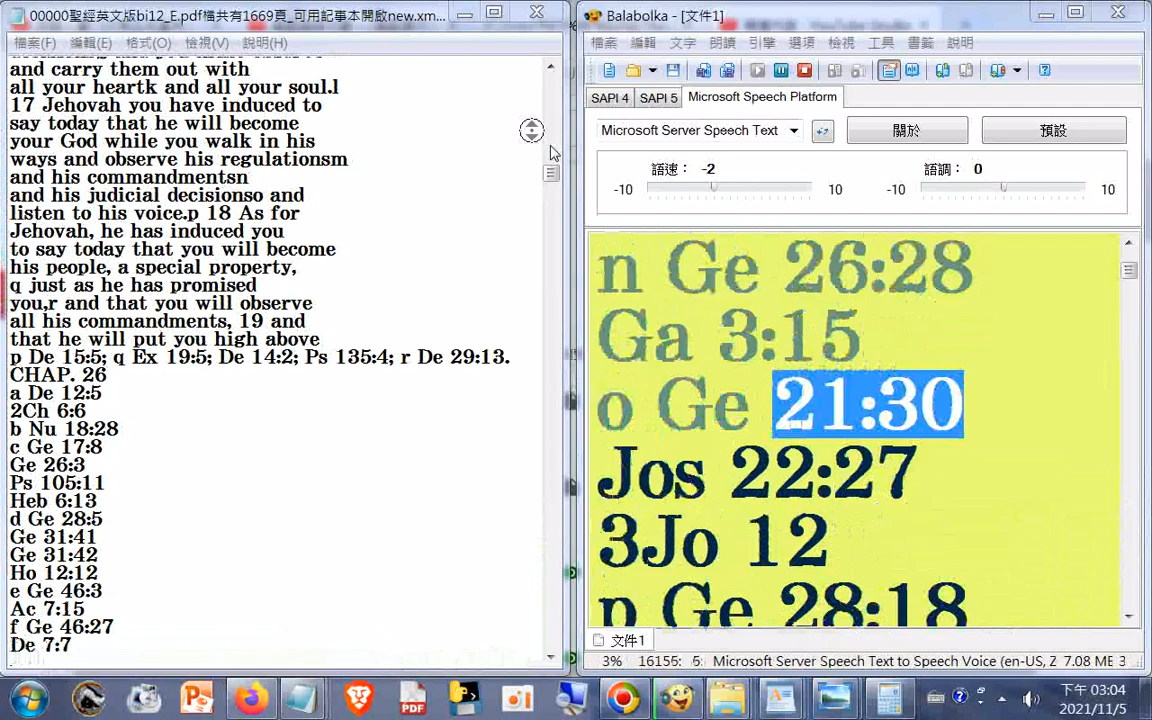 00000聖經英文版bi12_E.pdf檔共有1669頁_可用記事本開啟new.xm...
檔案(F) 編輯(E) 格式(O) 檢視(V) 說明(H)
and carry them out with
all your heartk and all your soul.l
17 Jehovah you have induced to
say today that he will become
your God while you walk in his
ways and observe his regulationsm
and his commandmentsn
and his judicial decisionso and
listen to his voice.p 18 As for
Jehovah, he has induced you
to say today that you will become
his people, a special property,
q just as he has promised
you,r and that you will observe
all his commandments, 19 and
that he will put you high above
p De 15:5; q Ex 19:5; De 14:2; Ps 135:4; r De 29:13.
CHAP. 26
a De 12:5
2Ch 6:6
b Nu 18:28
c Ge 17:8
Ge 26:3
Ps 105:11
Heb 6:13
d Ge 28:5
Ge 31:41
Ge 31:42
Ho 12:12
e Ge 46:3
Ac 7:15
f Ge 46:27
De 7:7
Balabolka - [文件1]
檔案 編輯 文字 朗讀 引擎 選項 檢視 工具 書籤 說明
SAPI 4 SAPI 5 Microsoft Speech Platform
Microsoft Server Speech Text 關於 預設
語速： -2 語調： 0
-10 10 -10 10
n Ge 26:28
Ga 3:15
o Ge 21:30
Jos 22:27
3Jo 12
p Ge 28:18
文件1
3% 16155: 5: Microsoft Server Speech Text to Speech Voice (en-US, Z 7.08 MB 3
下午 03:04
2021/11/5